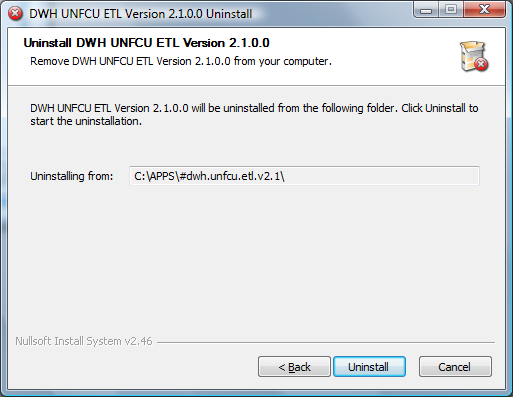 DWH UNFCU ETL Version 2.1.0.0 Uninstall
Uninstall DWH UNFCU ETL Version 2.1.0.0
Remove DWH UNFCU ETL Version 2.1.0.0 from your computer.
DWH UNFCU ETL Version 2.1.0.0 will be uninstalled from the following folder. Click Uninstall to
start the uninstallation.
Uninstalling from: C:\APPS\#dwh.unfcu.etl.v2.1\
Nullsoft Install System v2.46
< Back Uninstall Cancel